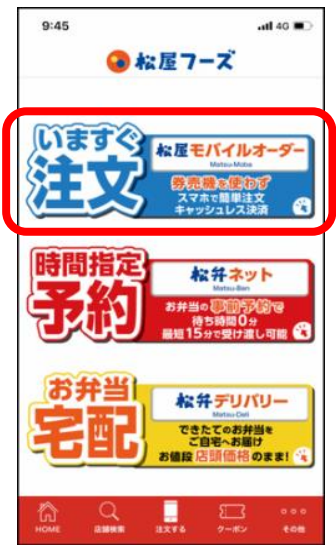 9:45
4G
松屋フーズ
いますぐ
注文
松屋モバイルオーダー
Matsu-Moba
券売機を使わず
スマホで簡単注文
キャッシュレス決済
時間指定
予約
松弁ネット
Matsu-Ben
お弁当の事前予約で
待ち時間0分
最短15分で受け渡し可能
お弁当
宅配
松弁デリバリー
Matsu-Deli
できたてのお弁当を
ご自宅へお届け
お値段店頭価格のまま!
HOME
店舗検索
注文する
クーポン
その他